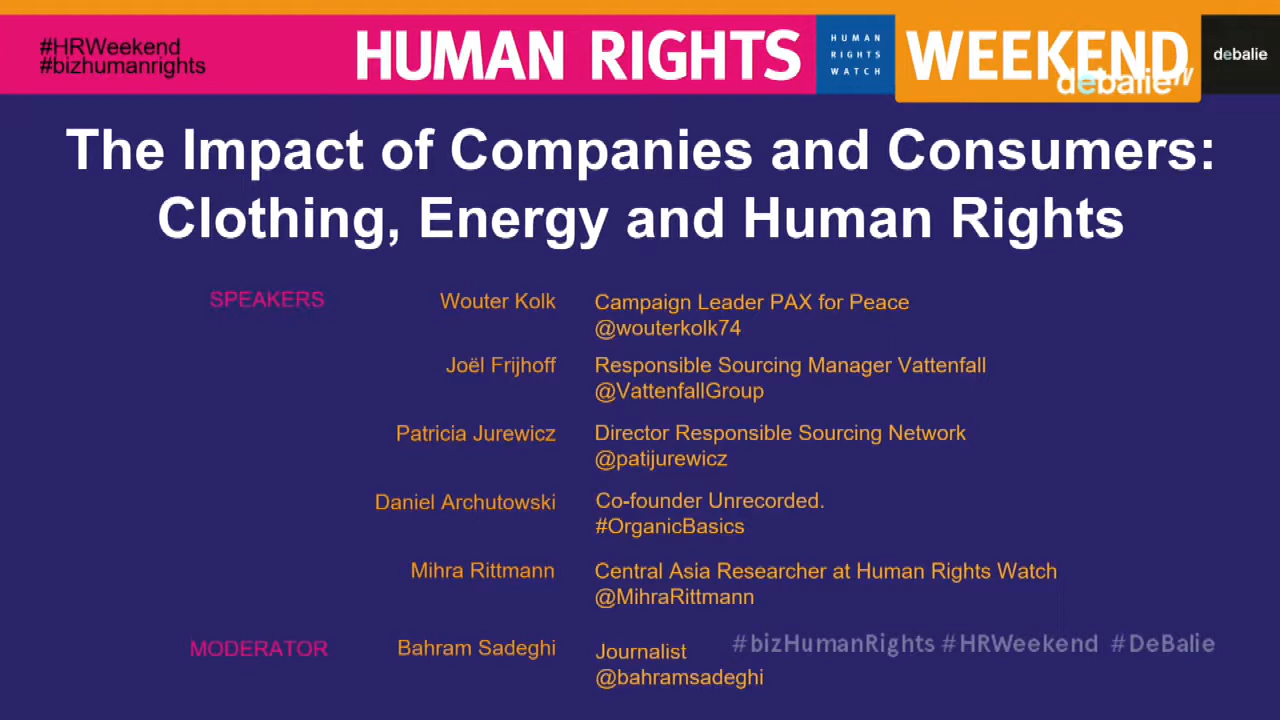 #HRWeekend
#bizhumanrights
HUMAN RIGHTS
HUMAN
RIGHTS
WATCH
WEEKEND
debalie
debalieTV
The Impact of Companies and Consumers:
Clothing, Energy and Human Rights
SPEAKERS
Wouter Kolk
Campaign Leader PAX for Peace
@wouterkolk74
Joël Frijhoff
Responsible Sourcing Manager Vattenfall
@VattenfallGroup
Patricia Jurewicz
Director Responsible Sourcing Network
@patijurewicz
Daniel Archutowski
Co-founder Unrecorded.
#OrganicBasics
Mihra Rittmann
Central Asia Researcher at Human Rights Watch
@MihraRittmann
MODERATOR
Bahram Sadeghi
Journalist
@bahramsadeghi
#bizHumanRights #HRWeekend #DeBalie